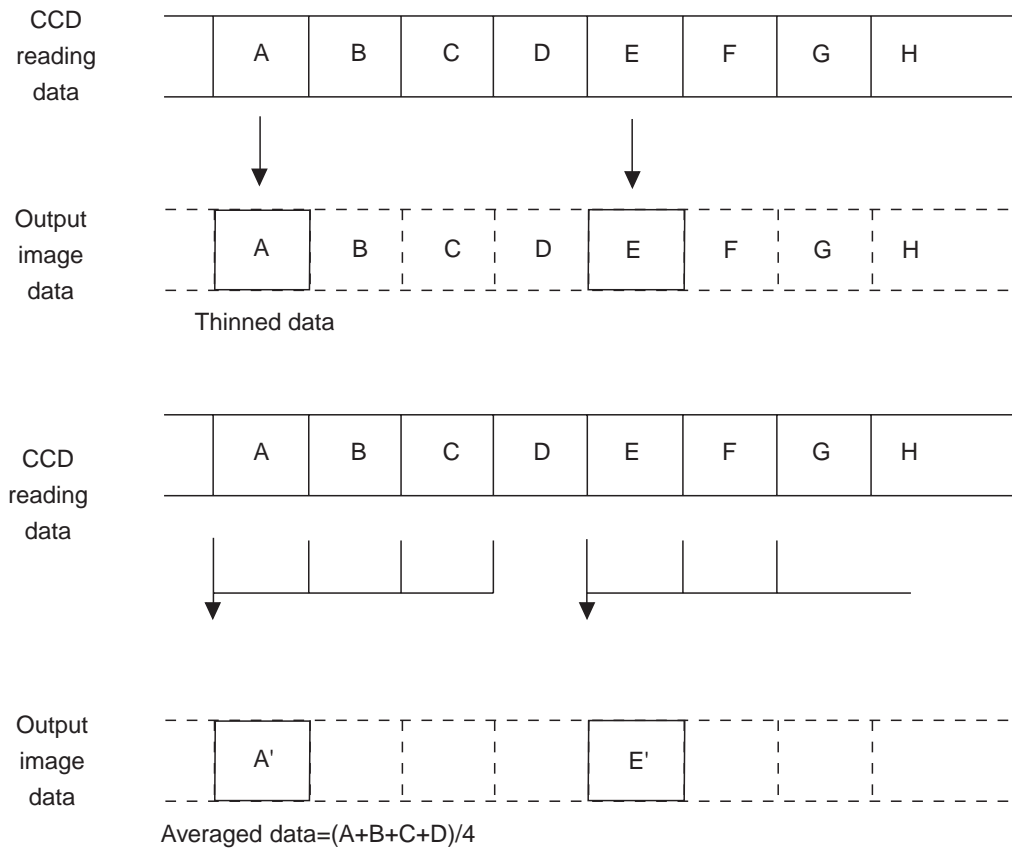 CCD
reading
data
A B C D E F G H
Output
image
data
A B C D E F G H
Thinned data
CCD
reading
data
A B C D E F G H
Output
image
data
A' E'
Averaged data=(A+B+C+D)/4